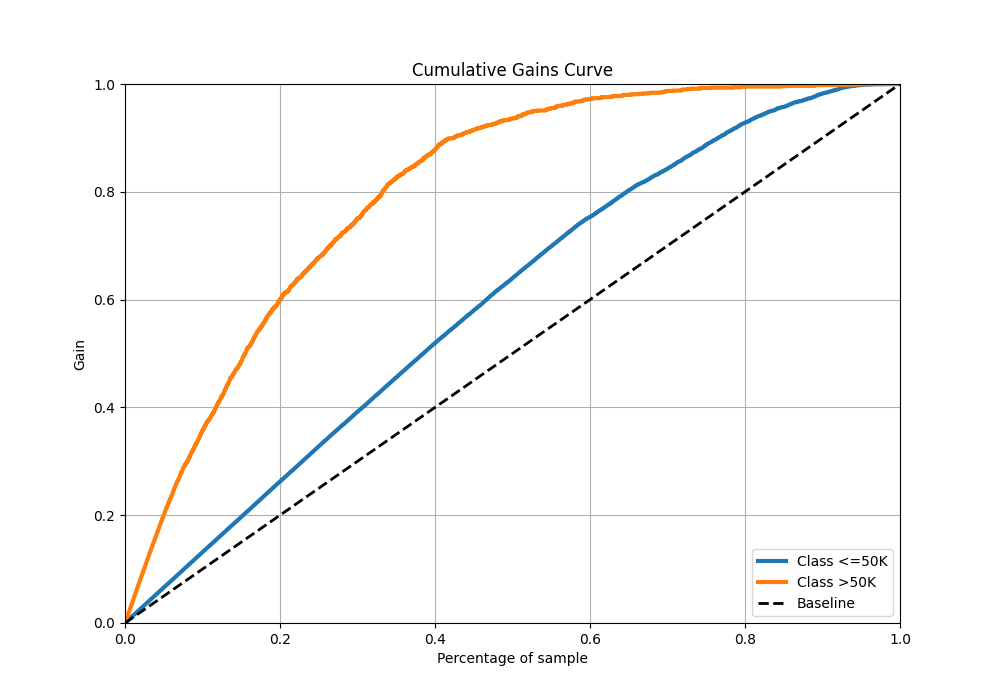 Cumulative Gains Curve
1.0
0.8
0.6
0.4
0.2
0.0
Gain
0.0 0.2 0.4 0.6 0.8 1.0
Percentage of sample
Class <=50K
Class >50K
Baseline